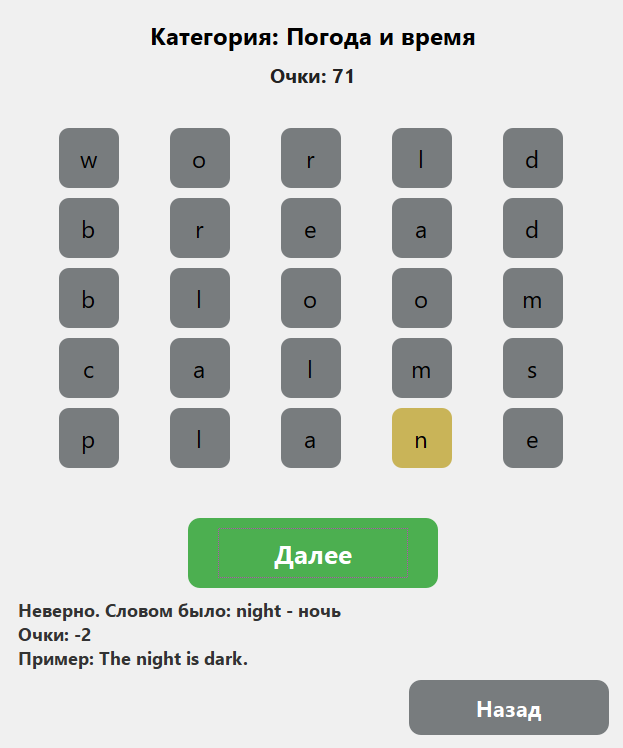 Категория: Погода и время
Очки: 71
w o r l d
b r e a d
b l o o m
c a l m s
p l a n e
Далее
Неверно. Словом было: night - ночь
Очки: -2
Пример: The night is dark.
Назад